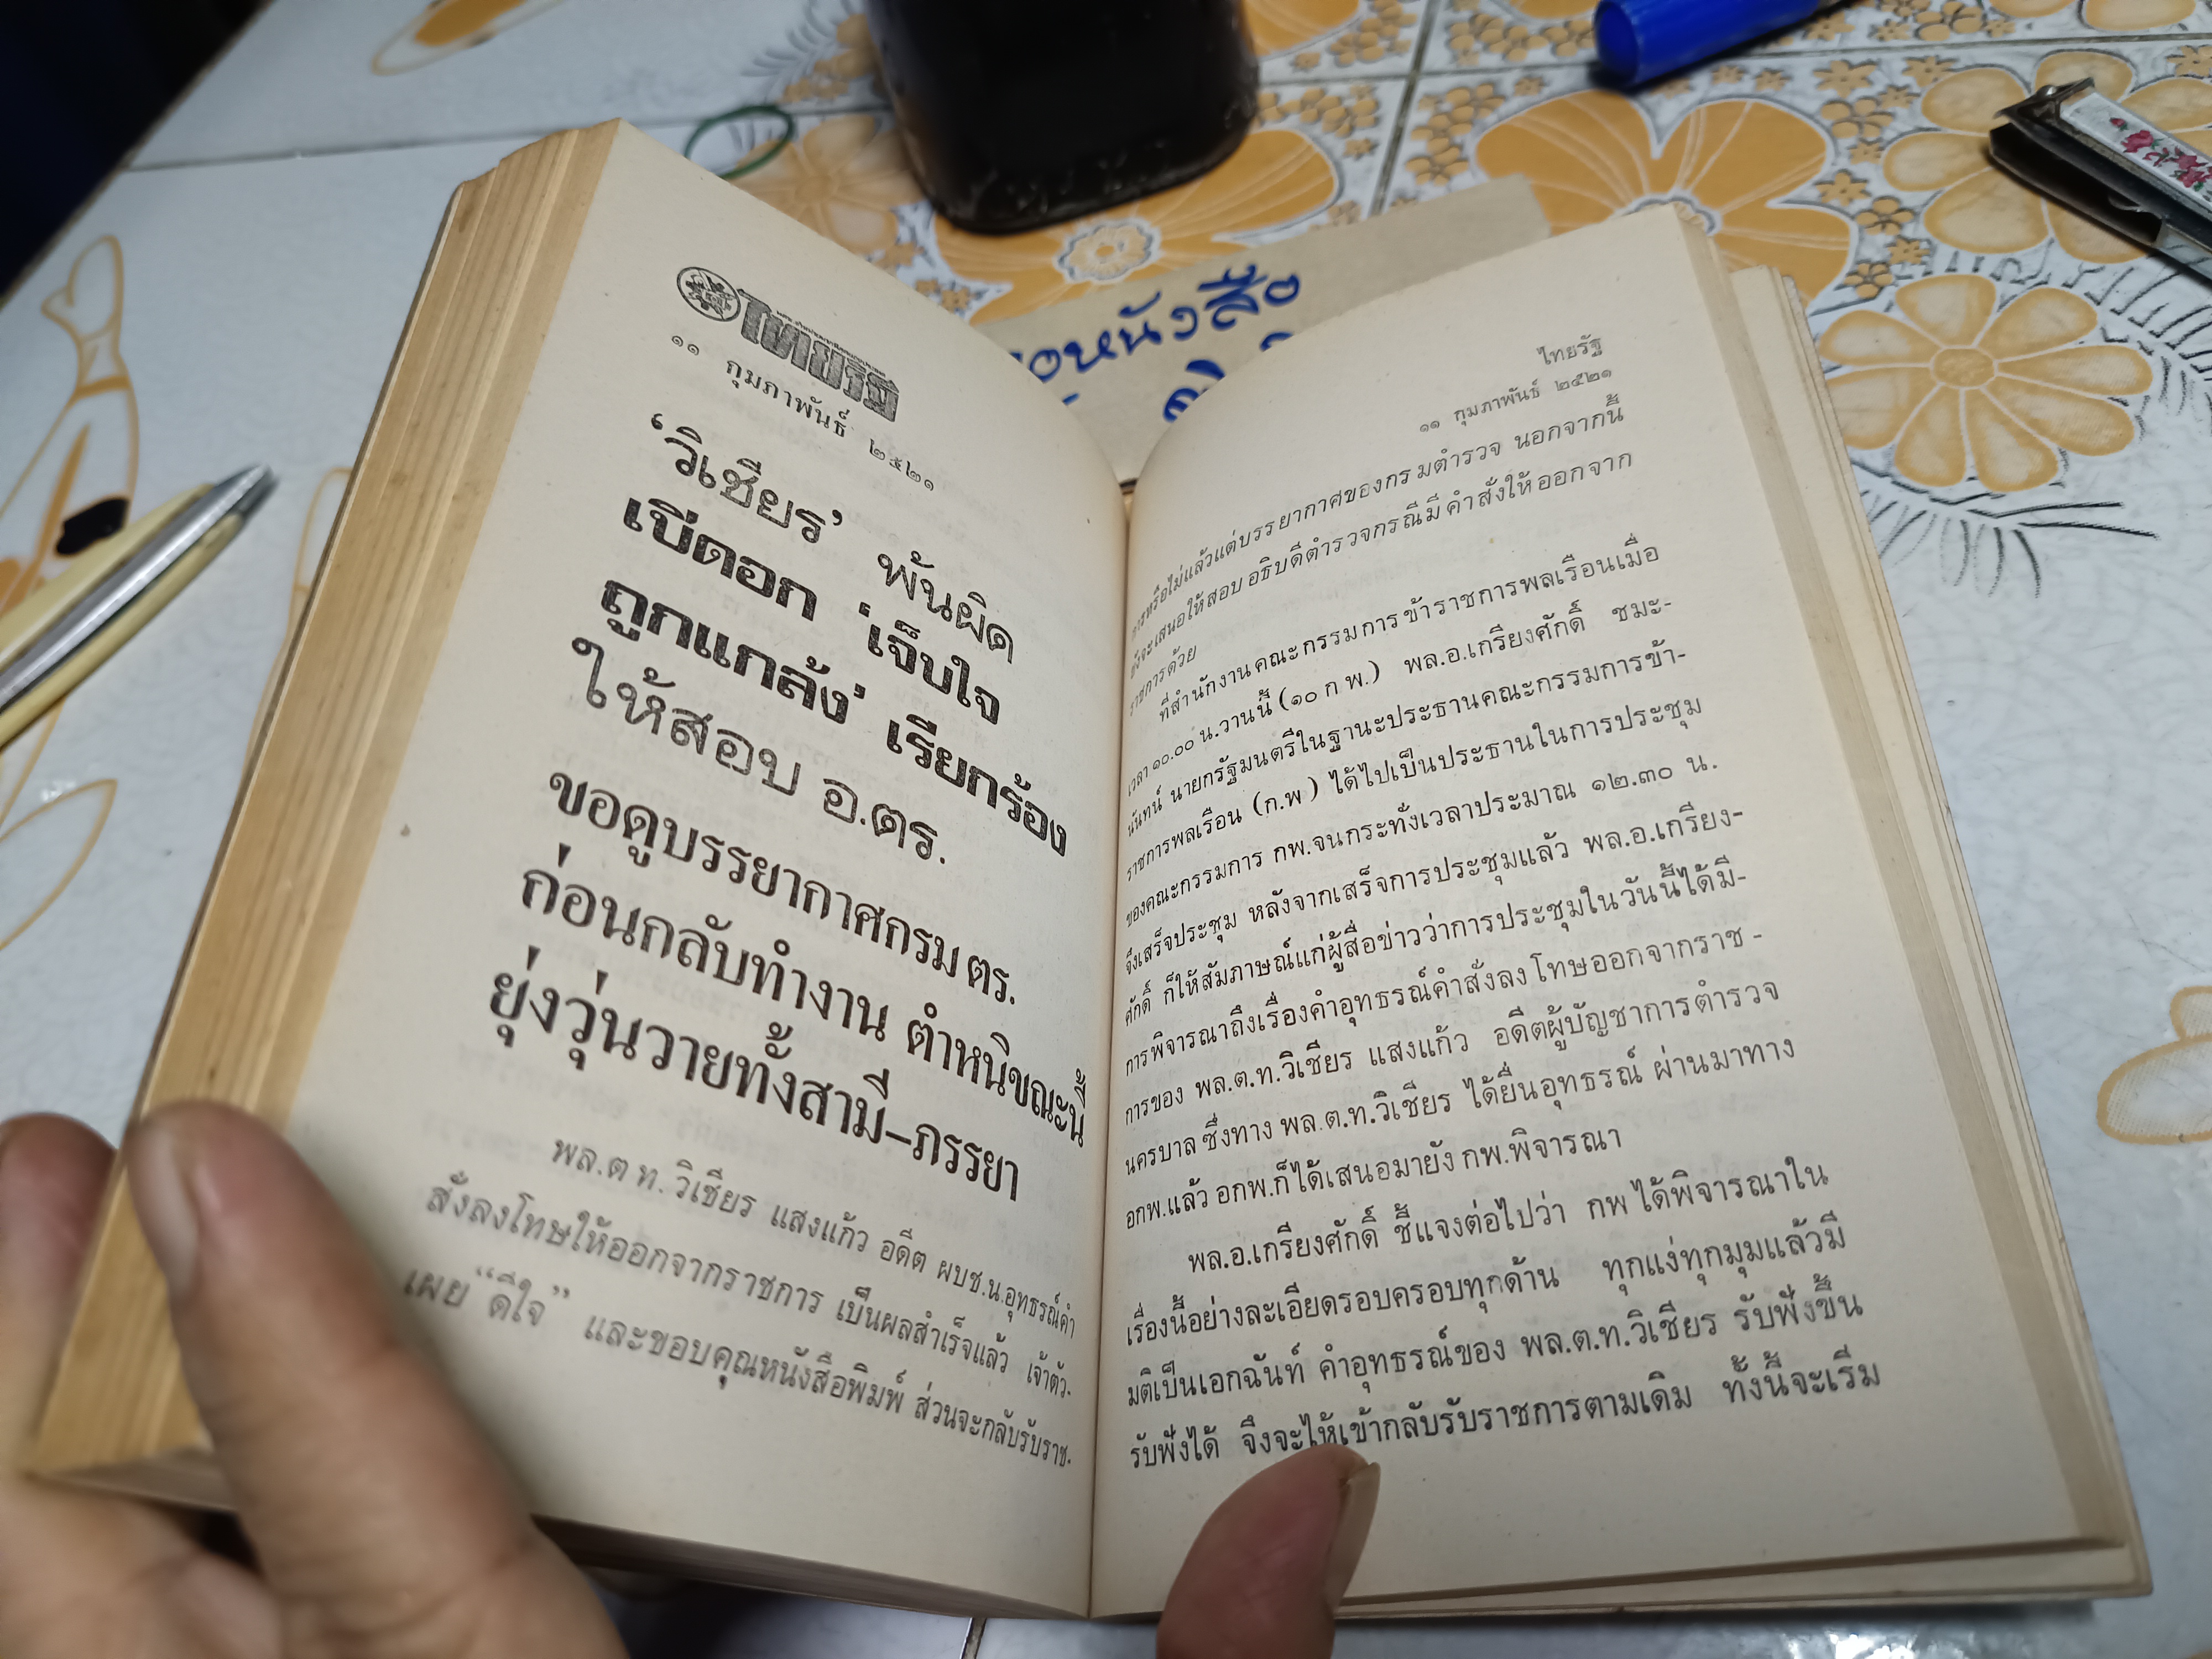 ไทยรัฐ
๑๑ กุมภาพันธ์ ๒๕๒๑
‘วิเชียร’ พ้นผิด
เปิดอก ‘เจ็บใจ
ถูกแกล้ง’ เรียกร้อง
ให้สอบ อ.ตร.
ขอดูบรรยากาศกรม ตร.
ก่อนกลับทำงาน ตำหนิขณะนี้
ยุ่งวุ่นวายทั้งสามี–ภรรยา
พล.ต ท. วิเชียร แสงแก้ว อดีต ผบช.น.อุทธรณ์คำ
สั่งลงโทษให้ออกจากราชการ เป็นผลสำเร็จแล้ว เจ้าตัว-
เผย “ดีใจ” และขอบคุณหนังสือพิมพ์ ส่วนจะกลับรับราช-
ไทยรัฐ
๑๑ กุมภาพันธ์ ๒๕๒๑
การหรือไม่แล้วแต่บรรยากาศของกรมตำรวจ นอกจากนี้
ยังจะเสนอให้สอบ อธิบดีตำรวจกรณีมี คำสั่งให้ออกจาก
ราชการด้วย
ที่สำนักงานคณะกรรมการข้าราชการพลเรือนเมื่อ
เวลา ๑๐.๐๐ น.วานนี้ (๑๐ ก พ.) พล.อ.เกรียงศักดิ์ ชมะ-
นันทน์ นายกรัฐมนตรีในฐานะประธานคณะกรรมการข้า-
ราชการพลเรือน (ก.พ ) ได้ไปเป็นประธานในการประชุม
ของคณะกรรมการ กพ.จนกระทั่งเวลาประมาณ ๑๒.๓๐ น.
จึงเสร็จประชุม หลังจากเสร็จการประชุมแล้ว พล.อ.เกรียง-
ศักดิ์ ก็ให้สัมภาษณ์แก่ผู้สื่อข่าวว่าการประชุมในวันนี้ได้มี-
การพิจารณาถึงเรื่องคำอุทธรณ์คำสั่งลง โทษออกจากราช -
การของ พล.ต.ท.วิเชียร แสงแก้ว อดีตผู้บัญชาการตำรวจ
นครบาล ซึ่งทาง พล.ต.ท.วิเชียร ได้ยื่นอุทธรณ์ ผ่านมาทาง
อกพ.แล้ว อกพ.ก็ได้เสนอมายัง กพ.พิจารณา
พล.อ.เกรียงศักดิ์ ชี้แจงต่อไปว่า กพ ได้พิจารณาใน
เรื่องนี้อย่างละเอียดรอบครอบทุกด้าน ทุกแง่ทุกมุมแล้วมี
มติเป็นเอกฉันท์ คำอุทธรณ์ของ พล.ต.ท.วิเชียร รับฟังขึ้น
รับฟังได้ จึงจะให้เข้ากลับรับราชการตามเดิม ทั้งนี้จะเริ่ม